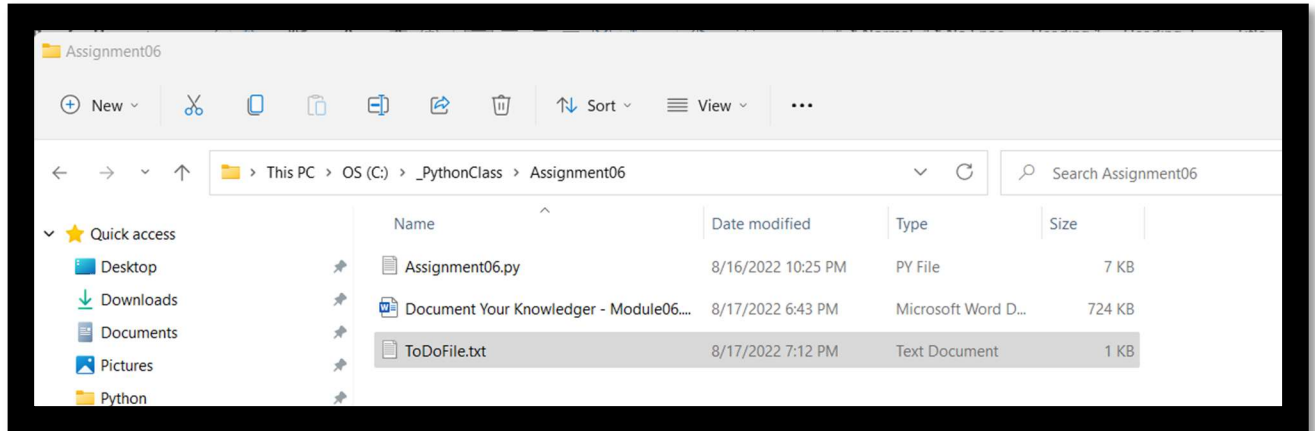 Assignment06
New Sort View ...
This PC > OS (C:) > _PythonClass > Assignment06 Search Assignment06
Name Date modified Type Size
Quick access
Desktop Assignment06.py 8/16/2022 10:25 PM PY File 7 KB
Downloads
Documents Document Your Knowledger - Module06.... 8/17/2022 6:43 PM Microsoft Word D... 724 KB
Pictures ToDoFile.txt 8/17/2022 7:12 PM Text Document 1 KB
Python